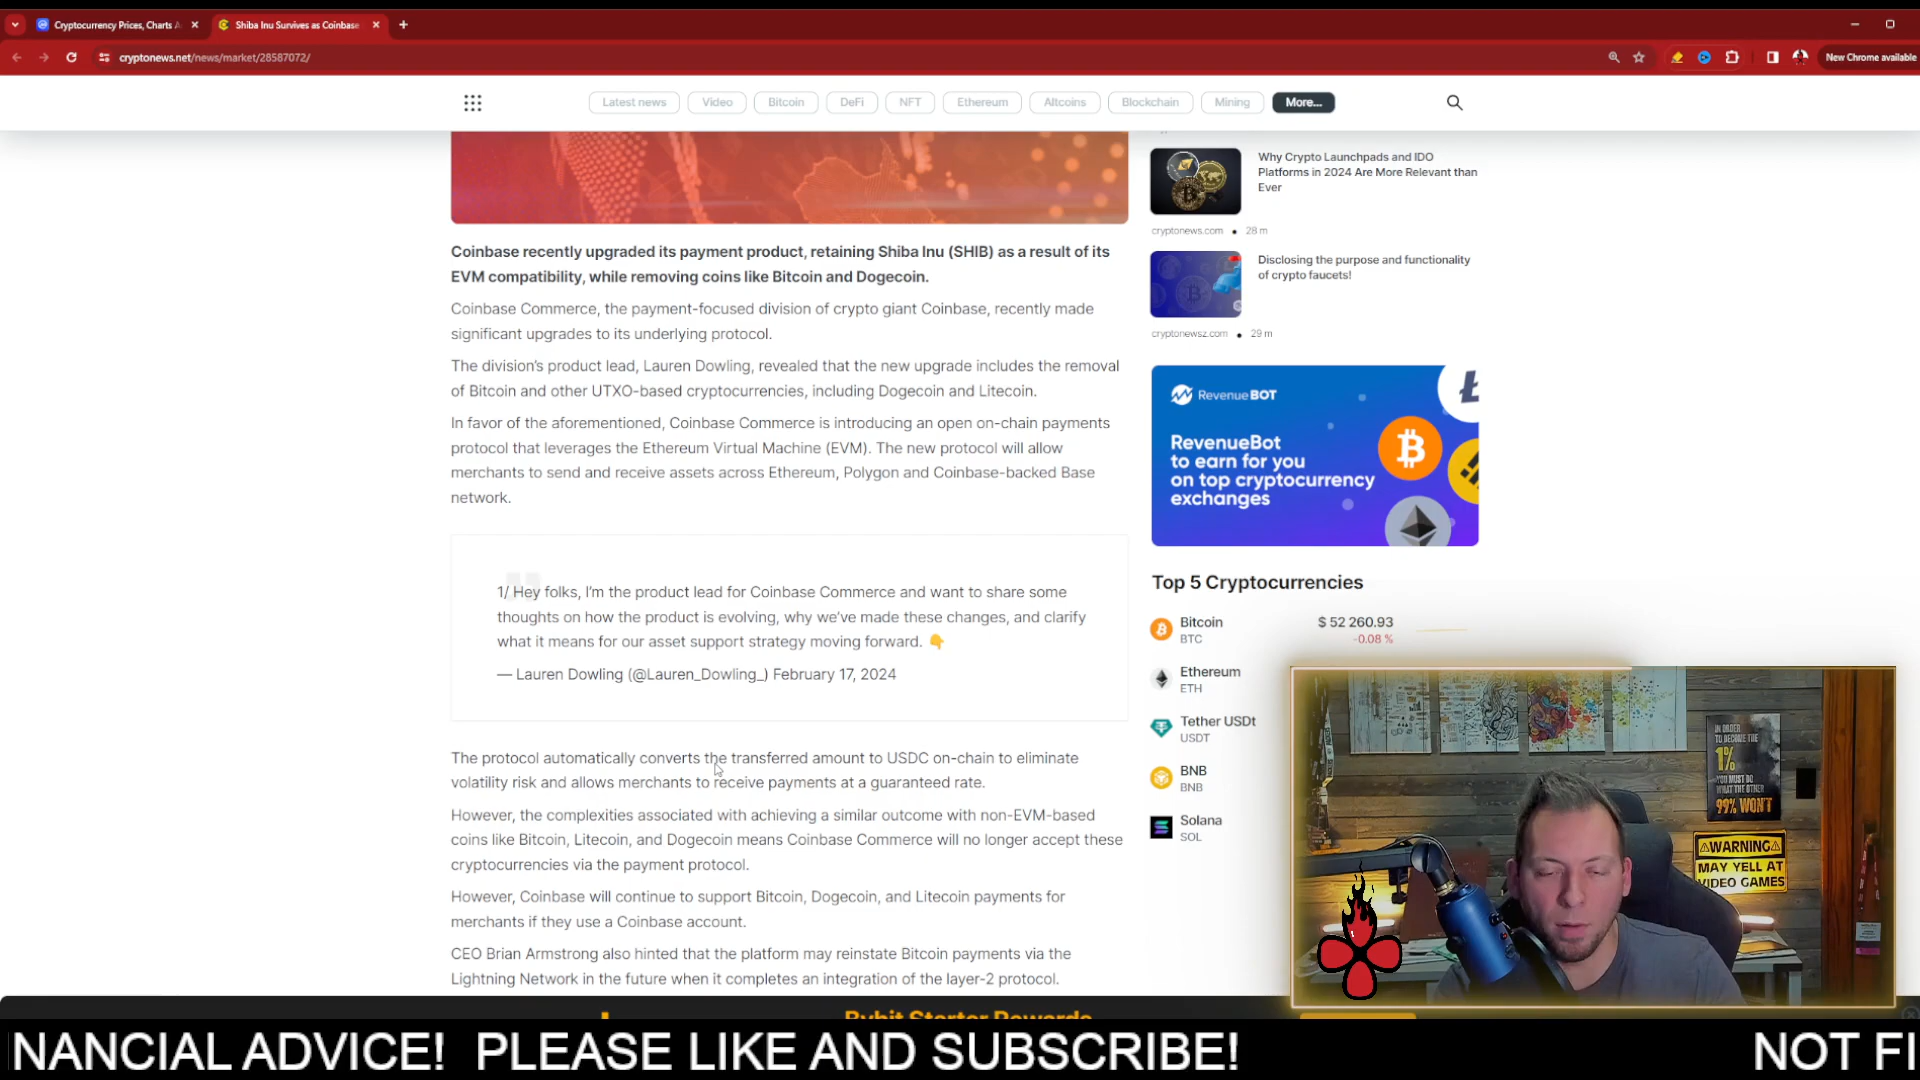 Cryptocurrency Prices, Charts A
Shiba Inu Survives as Coinbase
cryptonews.net/news/market/28587072/
New Chrome available
Latest news
Video
Bitcoin
DeFi
NFT
Ethereum
Altcoins
Blockchain
Mining
More...
Coinbase recently upgraded its payment product, retaining Shiba Inu (SHIB) as a result of its
EVM compatibility, while removing coins like Bitcoin and Dogecoin.
Coinbase Commerce, the payment-focused division of crypto giant Coinbase, recently made
significant upgrades to its underlying protocol.
The division's product lead, Lauren Dowling, revealed that the new upgrade includes the removal
of Bitcoin and other UTXO-based cryptocurrencies, including Dogecoin and Litecoin.
In favor of the aforementioned, Coinbase Commerce is introducing an open on-chain payments
protocol that leverages the Ethereum Virtual Machine (EVM). The new protocol will allow
merchants to send and receive assets across Ethereum, Polygon and Coinbase-backed Base
network.
1/ Hey folks, I'm the product lead for Coinbase Commerce and want to share some
thoughts on how the product is evolving, why we've made these changes, and clarify
what it means for our asset support strategy moving forward. 👇
— Lauren Dowling (@Lauren_Dowling_) February 17, 2024
The protocol automatically converts the transferred amount to USDC on-chain to eliminate
volatility risk and allows merchants to receive payments at a guaranteed rate.
However, the complexities associated with achieving a similar outcome with non-EVM-based
coins like Bitcoin, Litecoin, and Dogecoin means Coinbase Commerce will no longer accept these
cryptocurrencies via the payment protocol.
However, Coinbase will continue to support Bitcoin, Dogecoin, and Litecoin payments for
merchants if they use a Coinbase account.
CEO Brian Armstrong also hinted that the platform may reinstate Bitcoin payments via the
Lightning Network in the future when it completes an integration of the layer-2 protocol.
Why Crypto Launchpads and IDO
Platforms in 2024 Are More Relevant than
Ever
cryptonews.com • 28 m
Disclosing the purpose and functionality
of crypto faucets!
cryptonewsz.com • 29 m
RevenueBOT
RevenueBot
to earn for you
on top cryptocurrency
exchanges
Top 5 Cryptocurrencies
Bitcoin
BTC
$ 52 260.93
-0.08 %
Ethereum
ETH
Tether USDt
USDT
BNB
BNB
Solana
SOL
IN ORDER
TO BECOME THE
1%
YOU MUST DO
WHAT THE OTHER
99% WON'T
⚠WARNING⚠
MAY YELL AT
VIDEO GAMES
Bybit Starter Rewards
NANCIAL ADVICE! PLEASE LIKE AND SUBSCRIBE! NOT FI